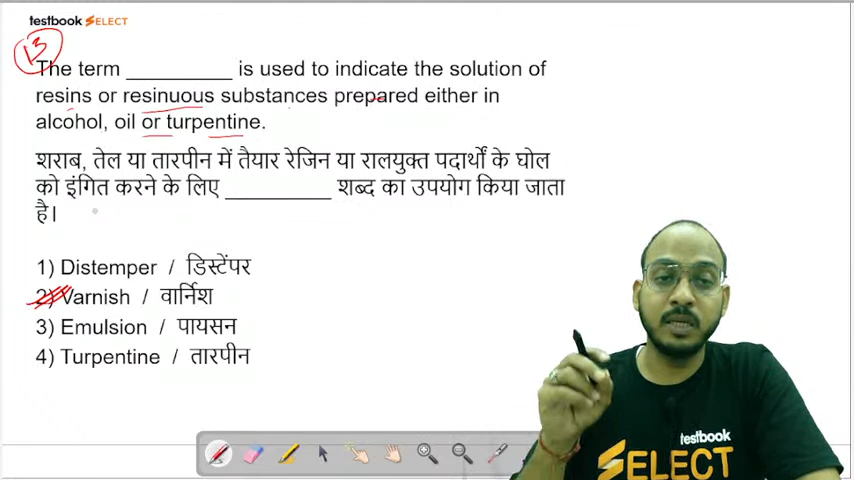 testbook SELECT
13
The term _________ is used to indicate the solution of
resins or resinuous substances prepared either in
alcohol, oil or turpentine.
शराब, तेल या तारपीन में तैयार रेजिन या रालयुक्त पदार्थों के घोल
को इंगित करने के लिए _________ शब्द का उपयोग किया जाता
है।
1) Distemper / डिस्टेंपर
2) Varnish / वार्निश
3) Emulsion / पायसन
4) Turpentine / तारपीन
testbook
SELECT